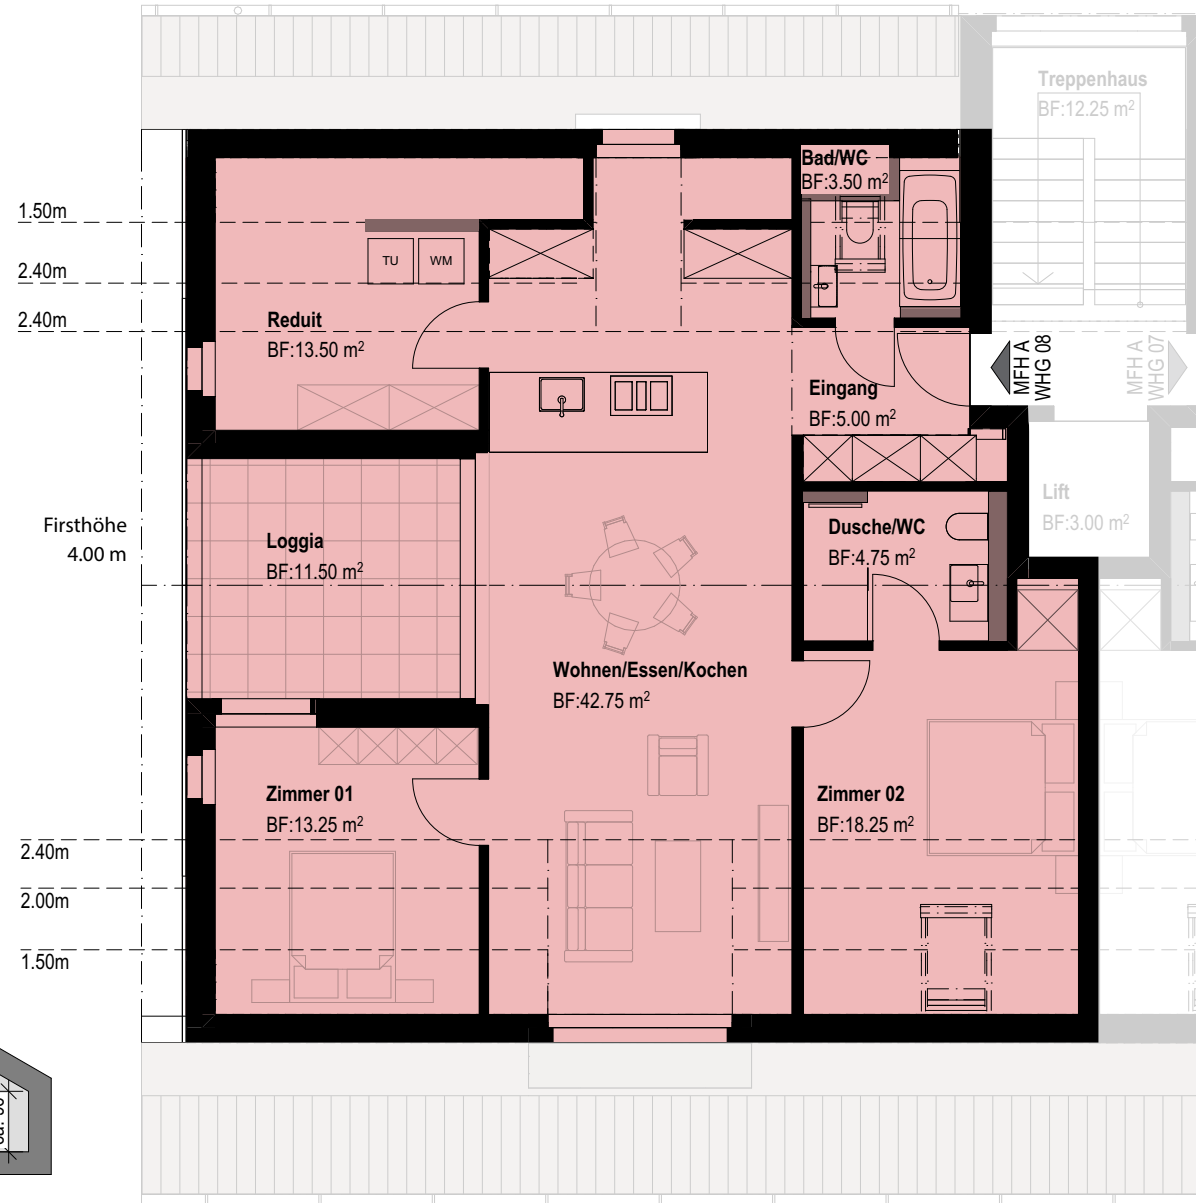 Treppenhaus
BF:12.25 m²
Bad/WC
BF:3.50 m²
1.50m
2.40m
2.40m
TU
WM
Reduit
BF:13.50 m²
MFH A
WHG 08
MFH A
WHG 07
Eingang
BF:5.00 m²
Lift
BF:3.00 m²
Firsthöhe
4.00 m
Loggia
BF:11.50 m²
Dusche/WC
BF:4.75 m²
Wohnen/Essen/Kochen
BF:42.75 m²
Zimmer 01
BF:13.25 m²
Zimmer 02
BF:18.25 m²
2.40m
2.00m
1.50m